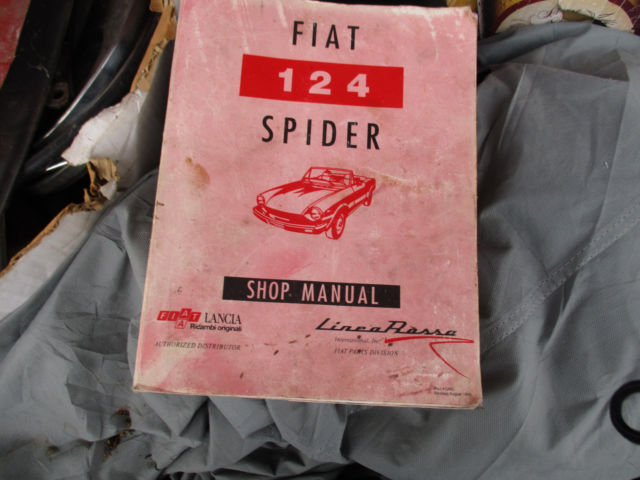 FIAT
124
SPIDER
SHOP MANUAL
FIAT LANCIA
Ricambi originali
AUTHORIZED DISTRIBUTOR
LineaRossa
International, Inc.
FIAT PARTS DIVISION